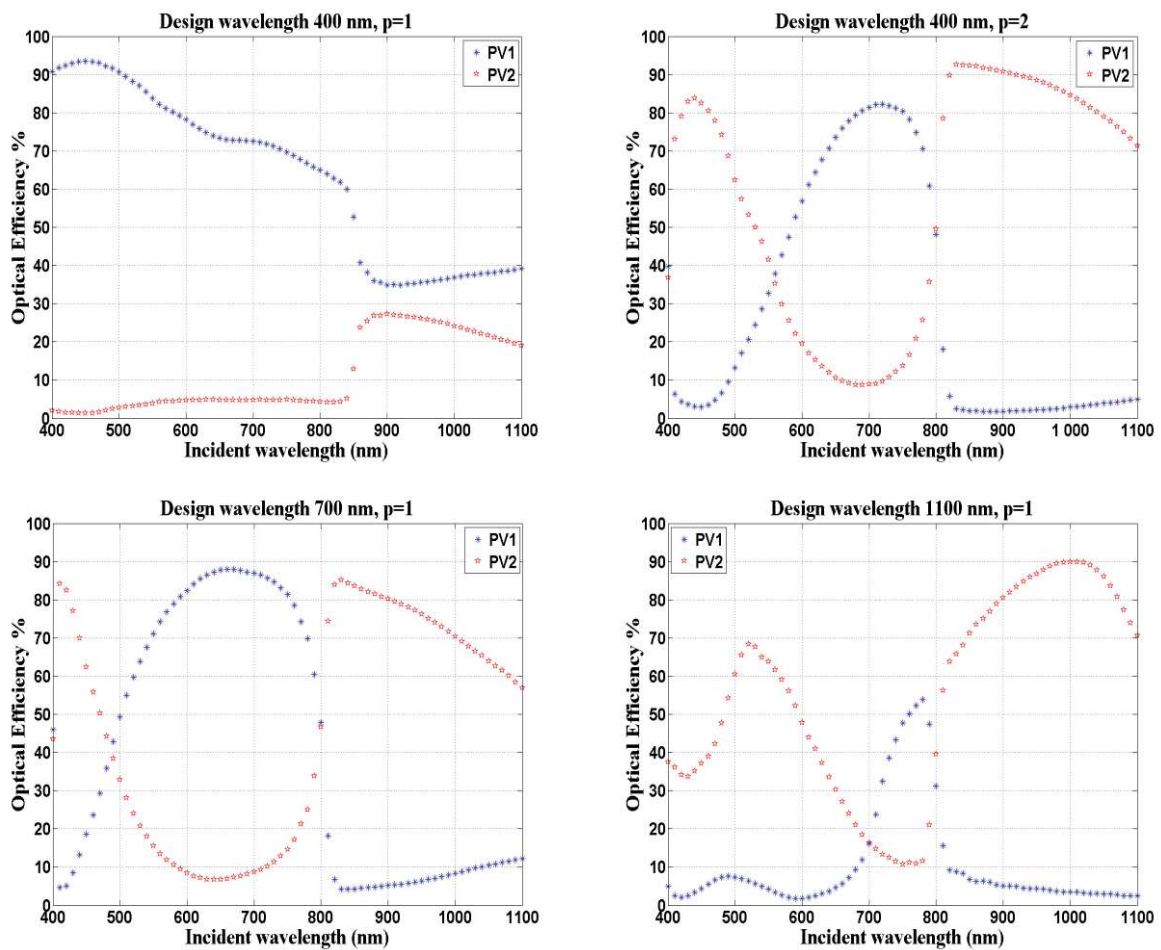 Design wavelength 400 nm, p=1
Optical Efficiency %
100
90
80
70
60
50
40
30
20
10
0
PV1
PV2
400 500 600 700 800 900 1000 1100
Incident wavelength (nm)
Design wavelength 400 nm, p=2
Optical Efficiency %
100
90
80
70
60
50
40
30
20
10
0
PV1
PV2
400 500 600 700 800 900 1 000 1100
Incident wavelength (nm)
Design wavelength 700 nm, p=1
Optical Efficiency %
100
90
80
70
60
50
40
30
20
10
0
PV1
PV2
400 500 600 700 800 900 1000 1100
Incident wavelength (nm)
Design wavelength 1100 nm, p=1
Optical Efficiency %
100
90
80
70
60
50
40
30
20
10
0
PV1
PV2
400 500 600 700 800 900 1000 1100
Incident wavelength (nm)